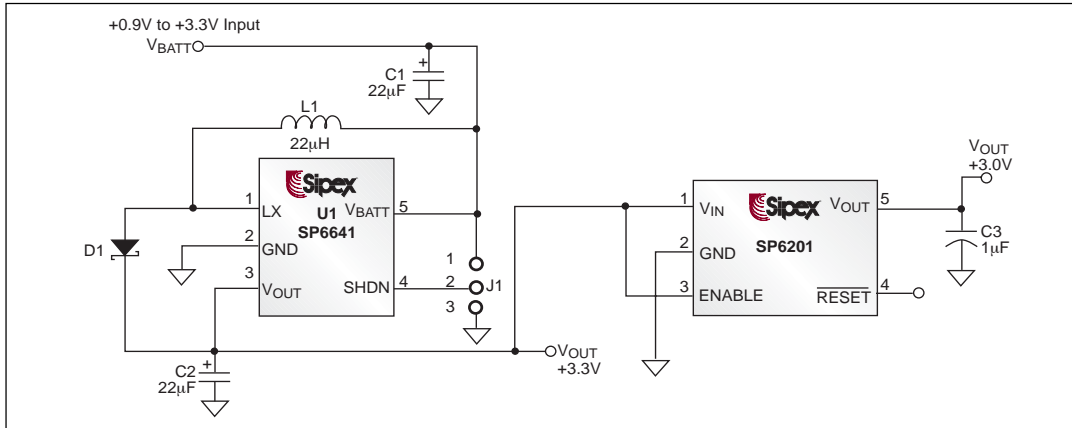 +0.9V to +3.3V Input
VBATT
+
C1
22μF
L1
22μH
Sipex
U1
SP6641
1
LX
2
GND
3
VOUT
VBATT
5
SHDN
4
1
2
3
J1
D1
+
C2
22μF
VOUT
+3.3V
Sipex
SP6201
1
VIN
2
GND
3
ENABLE
VOUT
5
RESET
4
VOUT
+3.0V
C3
1μF